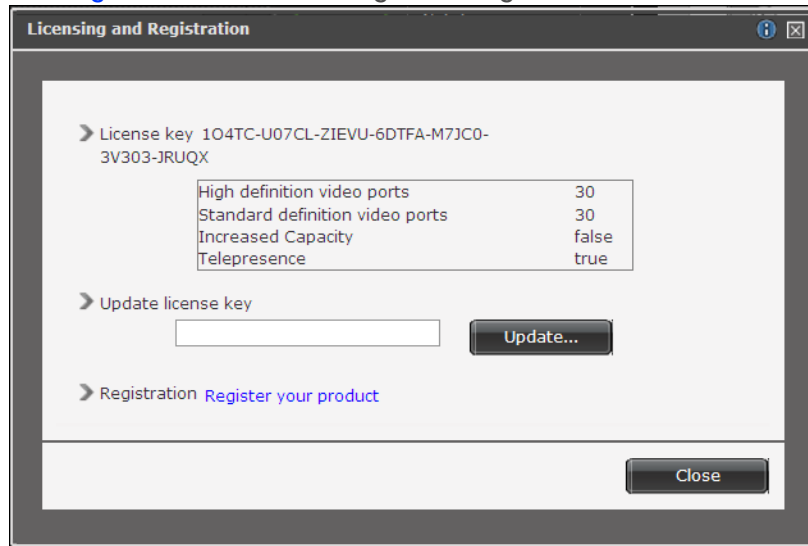 Licensing and Registration
License key 1O4TC-U07CL-ZIEVU-6DTFA-M7JC0-
3V303-JRUQX
High definition video ports 30
Standard definition video ports 30
Increased Capacity false
Telepresence true
Update license key
Update...
Registration Register your product
Close